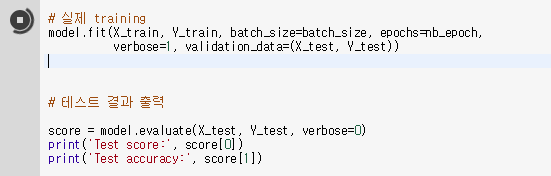 # 실제 training
model.fit(X_train, Y_train, batch_size=batch_size, epochs=nb_epoch,
verbose=1, validation_data=(X_test, Y_test))
# 테스트 결과 출력
score = model.evaluate(X_test, Y_test, verbose=0)
print('Test score:', score[0])
print('Test accuracy:', score[1])